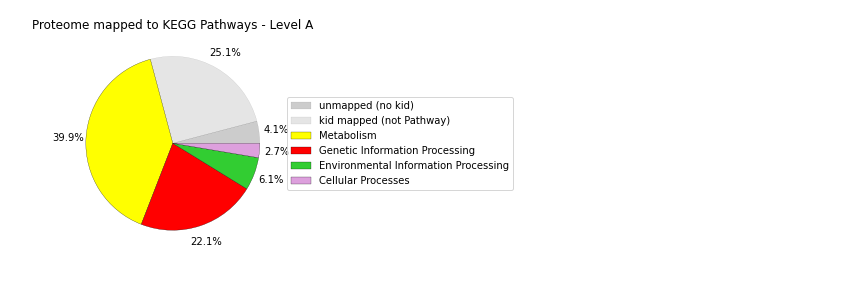 Proteome mapped to KEGG Pathways - Level A
25.1%
4.1%
39.9%
2.7%
6.1%
22.1%
unmapped (no kid)
kid mapped (not Pathway)
Metabolism
Genetic Information Processing
Environmental Information Processing
Cellular Processes